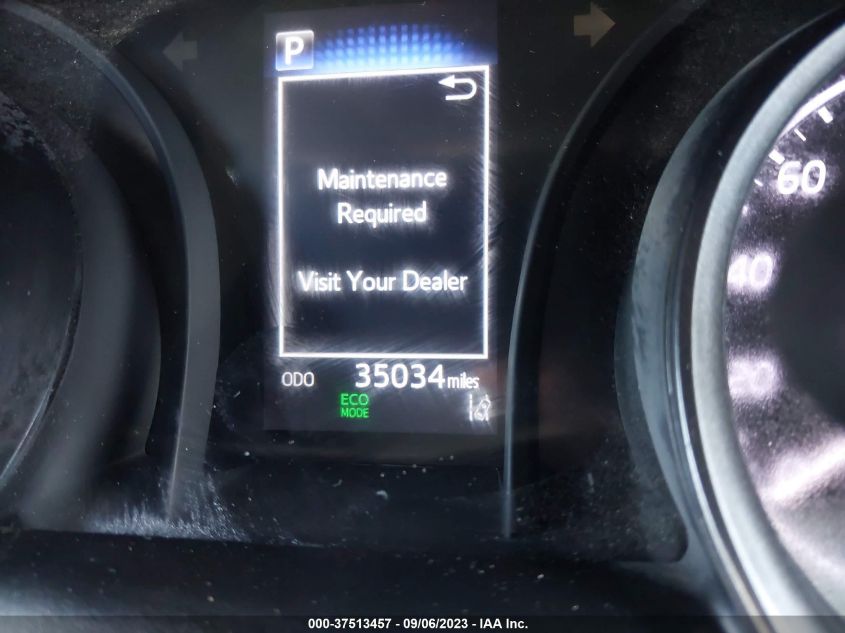 P
Maintenance
Required
Visit Your Dealer
ODO 35034 miles
ECO
MODE
60
40
000-37513457 - 09/06/2023 - IAA Inc.